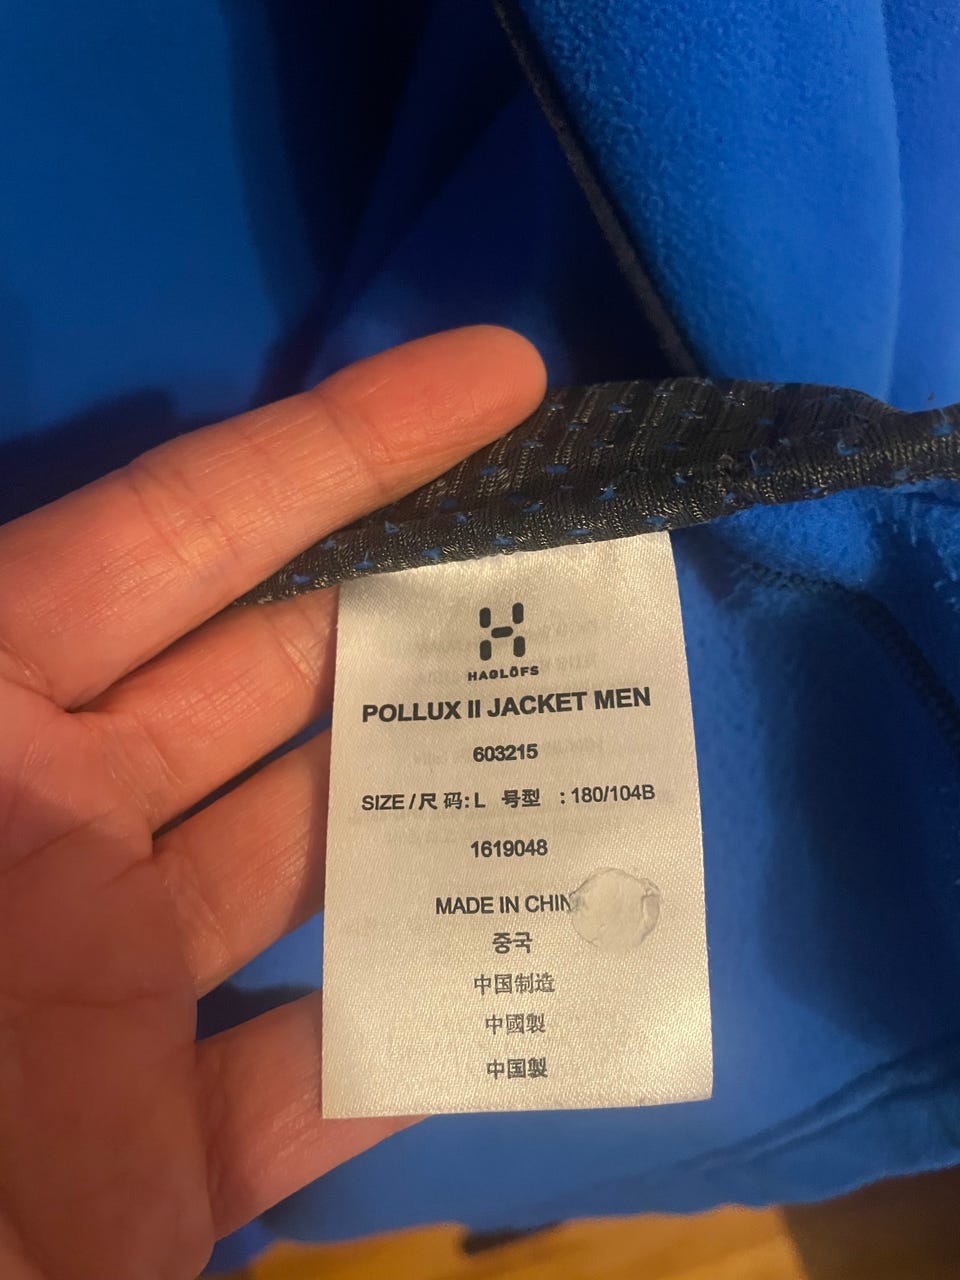 HAGLÖFS
POLLUX II JACKET MEN
603215
SIZE / 尺 码: L 号型 : 180/104B
1619048
MADE IN CHIN
중국
中国制造
中國製
中国製